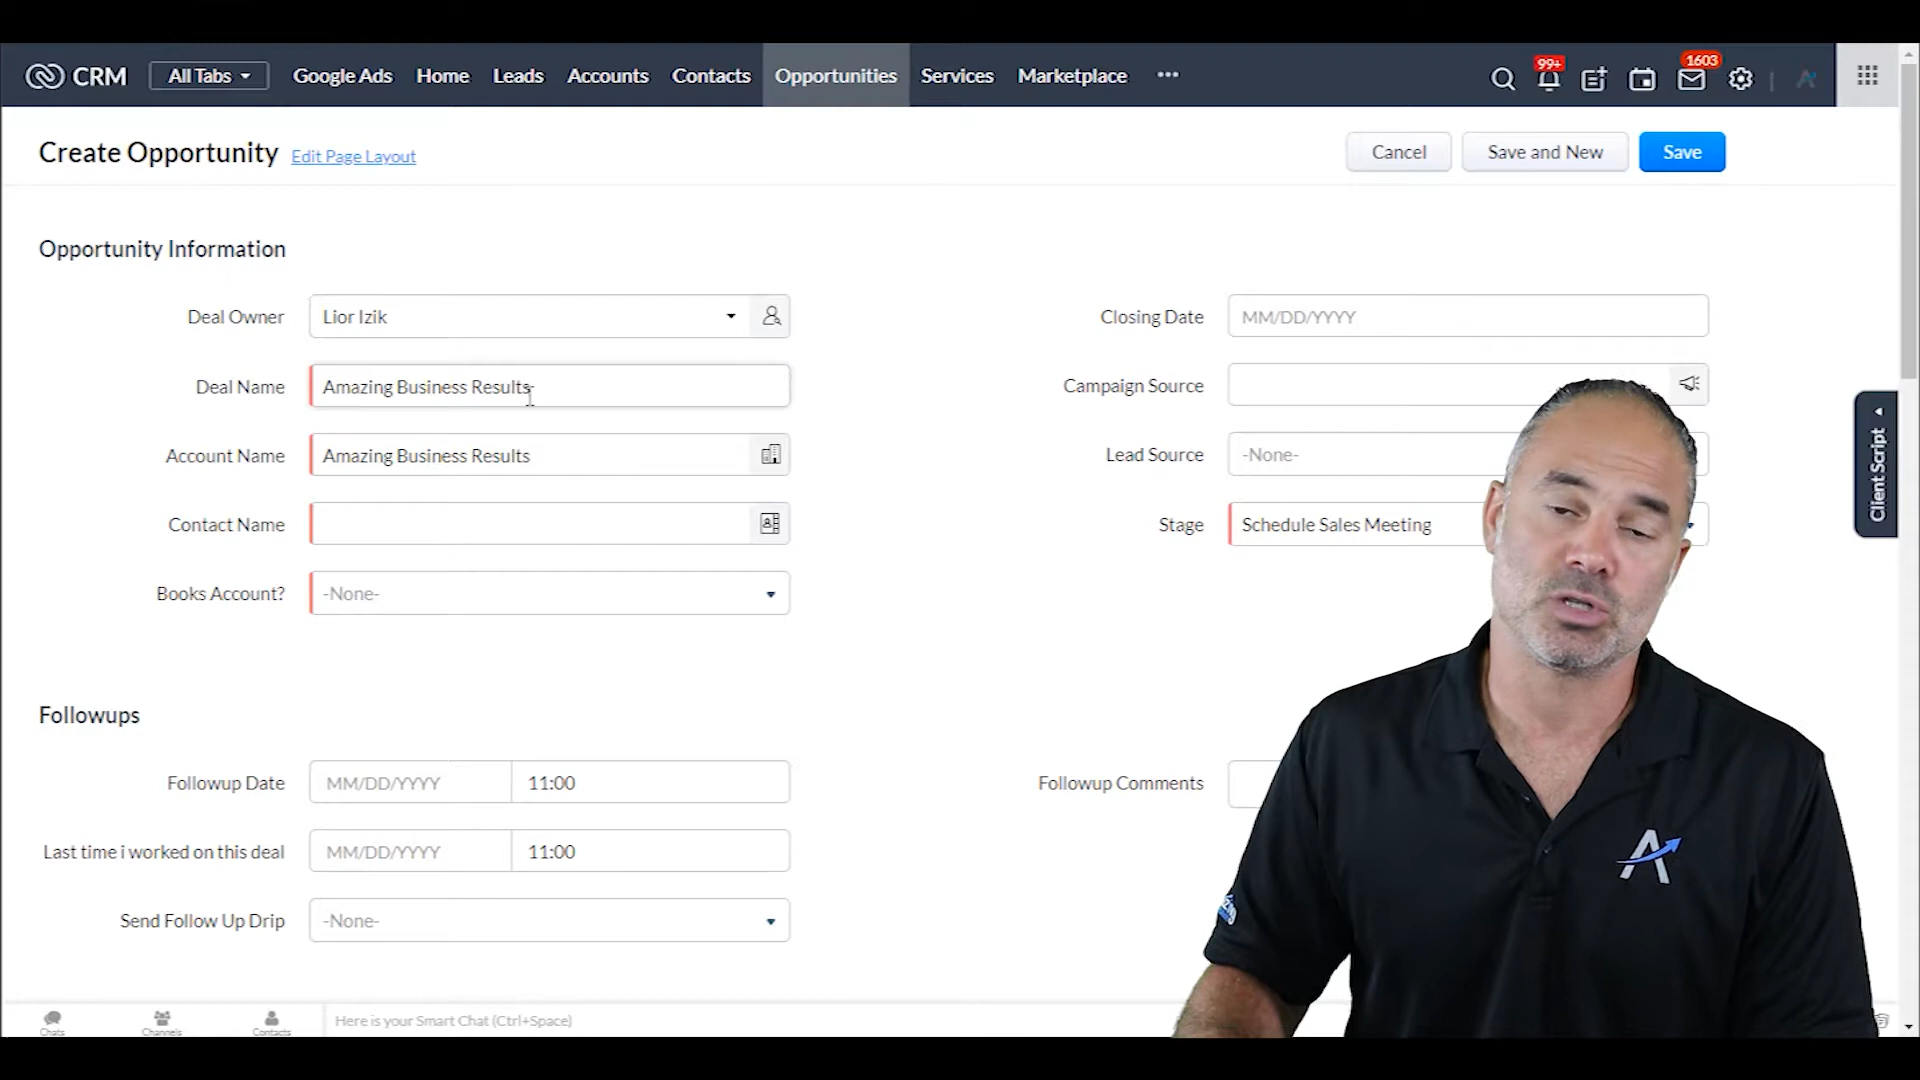 CRM All Tabs Google Ads Home Leads Accounts Contacts Opportunities Services Marketplace ••• 99+ 1603
Create Opportunity Edit Page Layout Cancel Save and New Save
Opportunity Information
Deal Owner Lior Izik Closing Date MM/DD/YYYY
Deal Name Amazing Business Results- Campaign Source
Account Name Amazing Business Results Lead Source -None-
Contact Name Stage Schedule Sales Meeting
Books Account? -None-
Client Script
Followups
Followup Date MM/DD/YYYY 11:00 Followup Comments
Last time i worked on this deal MM/DD/YYYY 11:00
Send Follow Up Drip -None-
Chats Channels Contacts Here is your Smart Chat (Ctrl+Space)